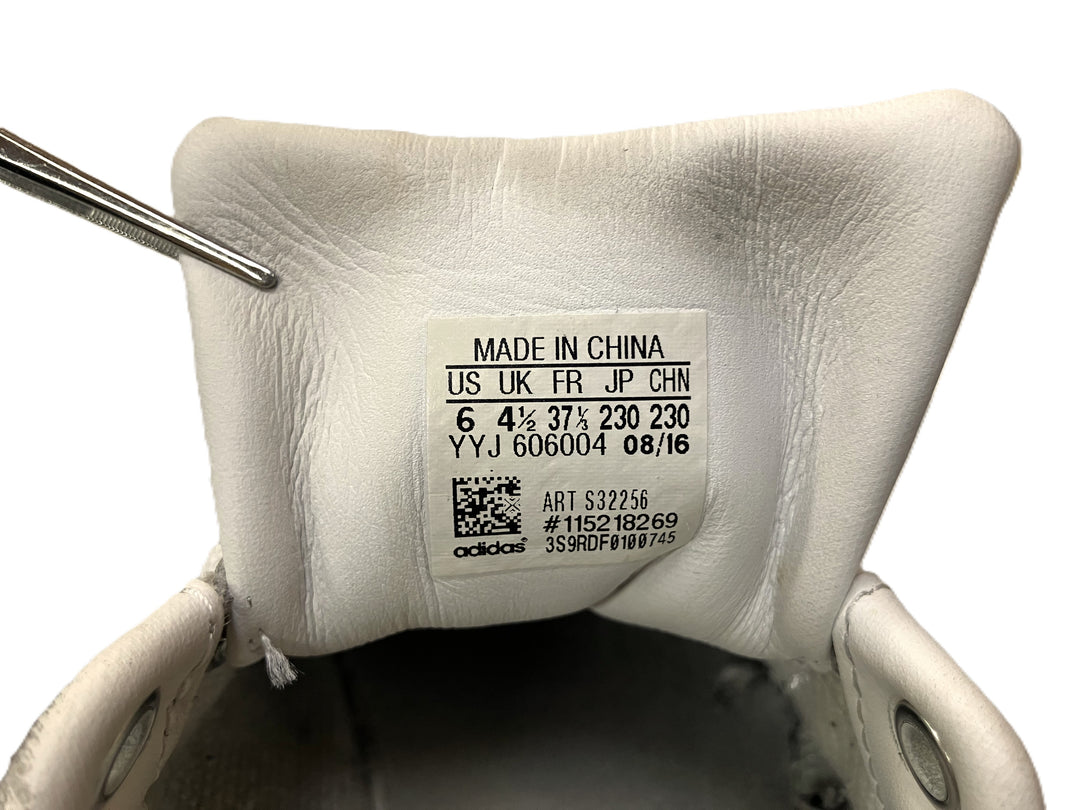 MADE IN CHINA
US UK FR JP CHN
6 4½ 37⅓ 230 230
YYJ 606004 08/16
ART S32256
#115218269
adidas® 3S9RDF0100745